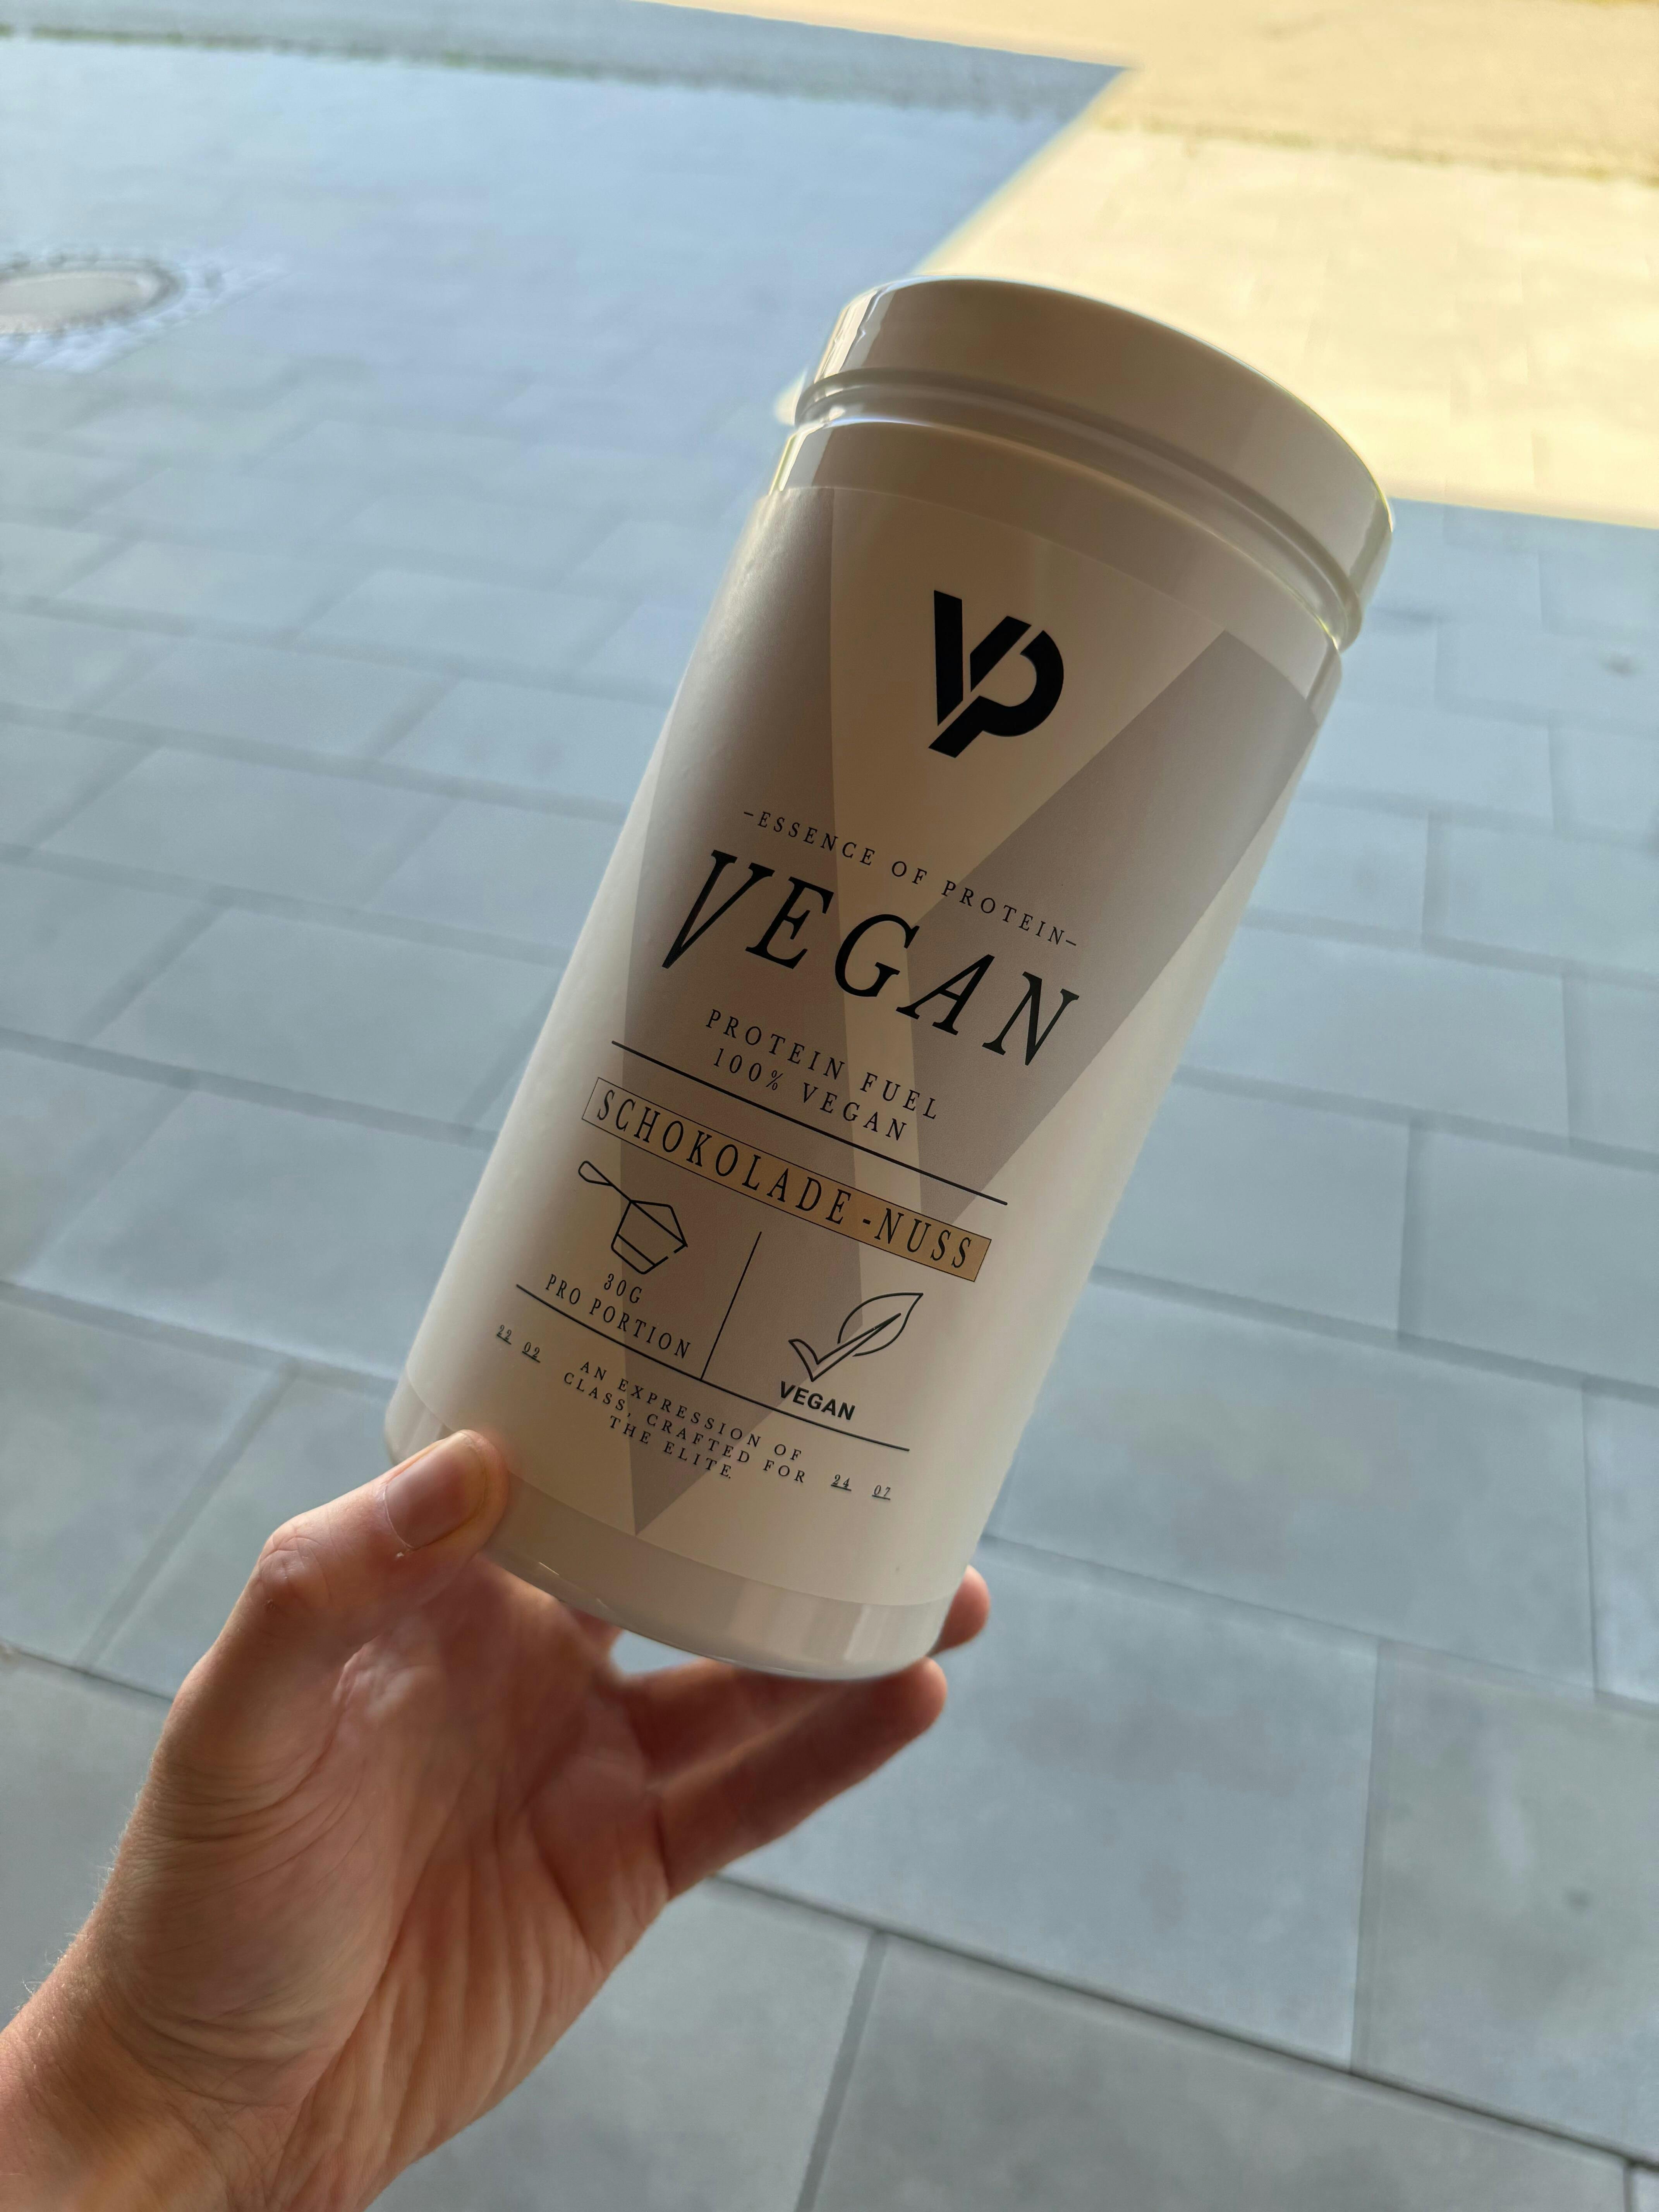 VP
-ESSENCE OF PROTEIN-
VEGAN
PROTEIN FUEL
100% VEGAN
SCHOKOLADE-NUSS
30G
PRO PORTION
VEGAN
22 02
AN EXPRESSION OF
CLASS, CRAFTED FOR
THE ELITE.
24 07